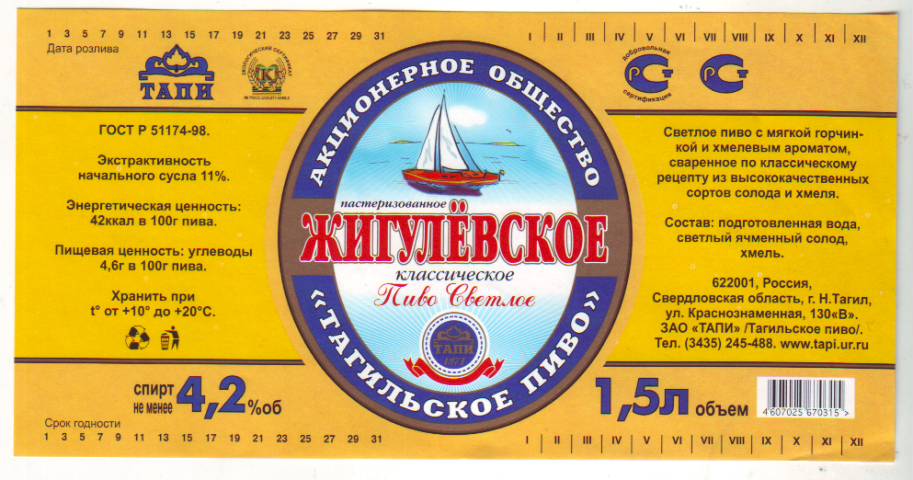 1 3 5 7 9 11 13 15 17 19 21 23 25 27 29 31
Дата розлива
I | II | III | IV | V | VI | VII | VIII | IX | X | XI | XII
ТАПИ
ЭКОЛОГИЧЕСКИЙ СЕРТИФИКАТ
добровольная
сертификация
ГОСТ Р 51174-98.
Экстрактивность
начального сусла 11%.
Энергетическая ценность:
42ккал в 100г пива.
Пищевая ценность: углеводы
4,6г в 100г пива.
Хранить при
t° от +10° до +20°С.
спирт
не менее 4,2 %об
АКЦИОНЕРНОЕ ОБЩЕСТВО
пастеризованное
ЖИГУЛЁВСКОЕ
классическое
Пиво Светлое
ТАПИ
«ТАГИЛЬСКОЕ ПИВО»
Светлое пиво с мягкой горчин-
кой и хмелевым ароматом,
сваренное по классическому
рецепту из высококачественных
сортов солода и хмеля.
Состав: подготовленная вода,
светлый ячменный солод,
хмель.
622001, Россия,
Свердловская область, г. Н.Тагил,
ул. Краснознаменная, 130«В».
ЗАО «ТАПИ» /Тагильское пиво/.
Тел. (3435) 245-488. www.tapi.ur.ru
1,5л объем
4 607025 670315 >
Срок годности
1 3 5 7 9 11 13 15 17 19 21 23 25 27 29 31
I | II | III | IV | V | VI | VII | VIII | IX | X | XI | XII